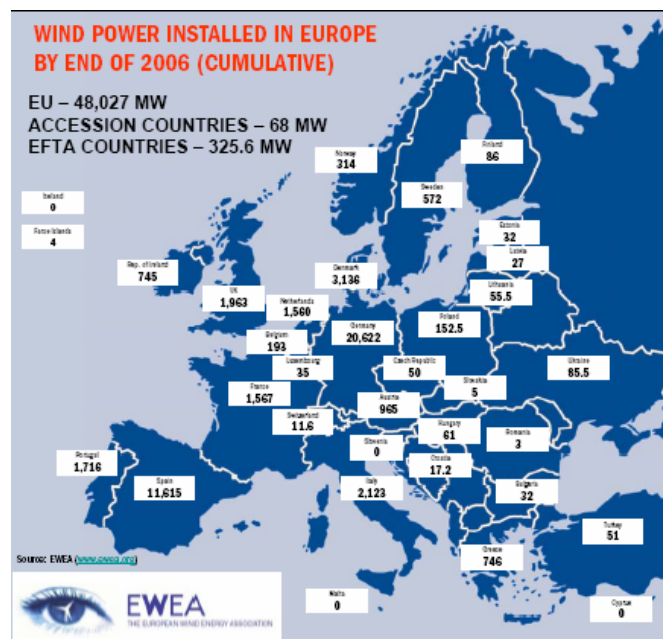 WIND POWER INSTALLED IN EUROPE
BY END OF 2006 (CUMULATIVE)
EU – 48,027 MW
ACCESSION COUNTRIES – 68 MW
EFTA COUNTRIES – 325.6 MW
Norway
314
Finland
86
Sweden
572
Iceland
0
Faroe Islands
4
Estonia
32
Latvia
27
Rep. of Ireland
745
Denmark
3,136
Lithuania
55.5
UK
1,963
Netherlands
1,560
Germany
20,622
Poland
152.5
Belgium
193
Luxembourg
35
Czech Republic
50
Ukraine
85.5
Slovakia
5
France
1,567
Austria
965
Switzerland
11.6
Hungary
61
Romania
3
Slovenia
0
Croatia
17.2
Portugal
1,716
Spain
11,615
Italy
2,123
Bulgaria
32
Turkey
51
Greece
746
Source: EWEA (www.ewea.org)
Malta
0
Cyprus
0
EWEA
THE EUROPEAN WIND ENERGY ASSOCIATION